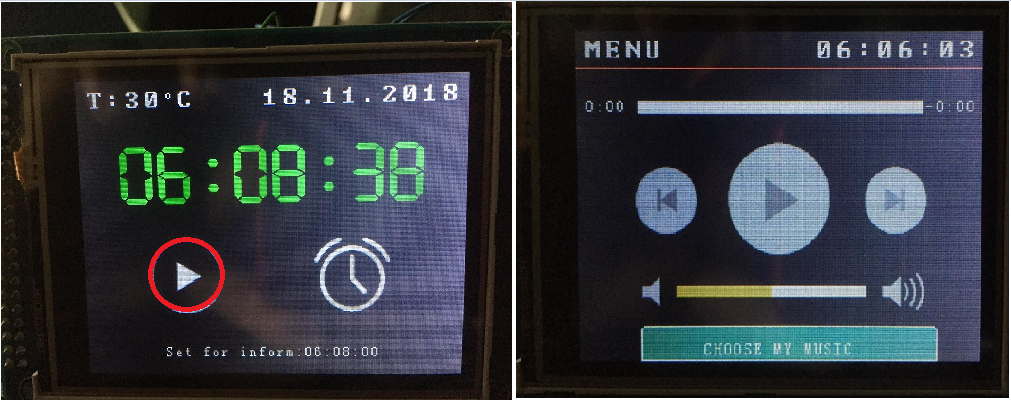 T:30°C 18.11.2018
06:08:38
Set for inform:06:08:00
MENU 06:06:03
0:00 -0:00
CHOOSE MY MUSIC